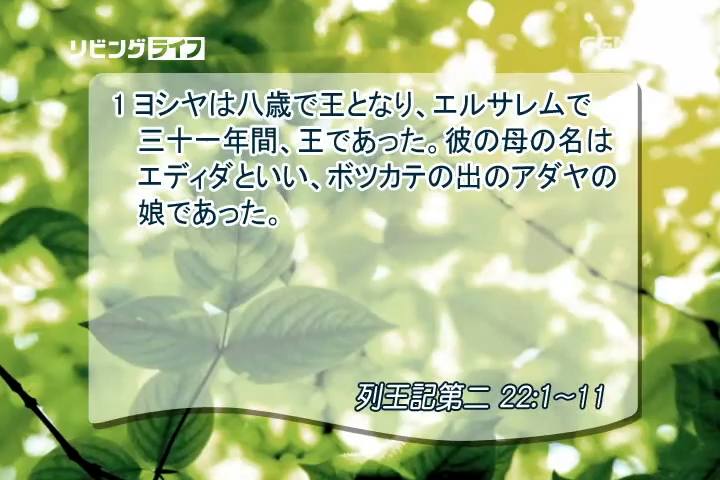 リビングライフ
CGN
1 ヨシヤは八歳で王となり、エルサレムで
三十一年間、王であった。彼の母の名は
エディダといい、ボツカテの出のアダヤの
娘であった。
列王記第二 22:1~11